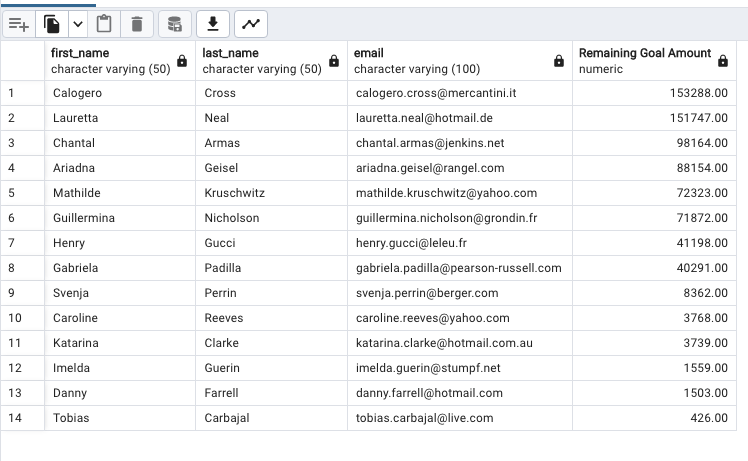 first_name last_name email Remaining Goal Amount
character varying (50) character varying (50) character varying (100) numeric
1 Calogero Cross calogero.cross@mercantini.it 153288.00
2 Lauretta Neal lauretta.neal@hotmail.de 151747.00
3 Chantal Armas chantal.armas@jenkins.net 98164.00
4 Ariadna Geisel ariadna.geisel@rangel.com 88154.00
5 Mathilde Kruschwitz mathilde.kruschwitz@yahoo.com 72323.00
6 Guillermina Nicholson guillermina.nicholson@grondin.fr 71872.00
7 Henry Gucci henry.gucci@leleu.fr 41198.00
8 Gabriela Padilla gabriela.padilla@pearson-russell.com 40291.00
9 Svenja Perrin svenja.perrin@berger.com 8362.00
10 Caroline Reeves caroline.reeves@yahoo.com 3768.00
11 Katarina Clarke katarina.clarke@hotmail.com.au 3739.00
12 Imelda Guerin imelda.guerin@stumpf.net 1559.00
13 Danny Farrell danny.farrell@hotmail.com 1503.00
14 Tobias Carbajal tobias.carbajal@live.com 426.00